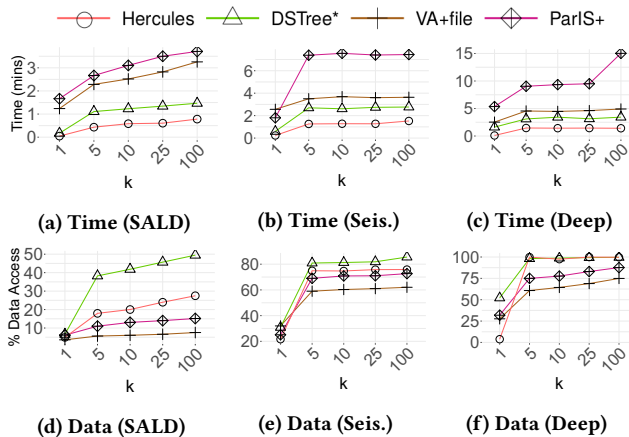 Hercules DSTree* VA+file ParIS+
Time (mins)
3
2
1
0
1 5 10 25 100
k
(a) Time (SALD)
6
4
2
0
1 5 10 25 100
k
(b) Time (Seis.)
15
10
5
0
1 5 10 25 100
k
(c) Time (Deep)
% Data Access
50
40
30
20
10
1 5 10 25 100
k
(d) Data (SALD)
80
60
40
20
1 5 10 25 100
k
(e) Data (Seis.)
100
75
50
25
0
1 5 10 25 100
k
(f) Data (Deep)